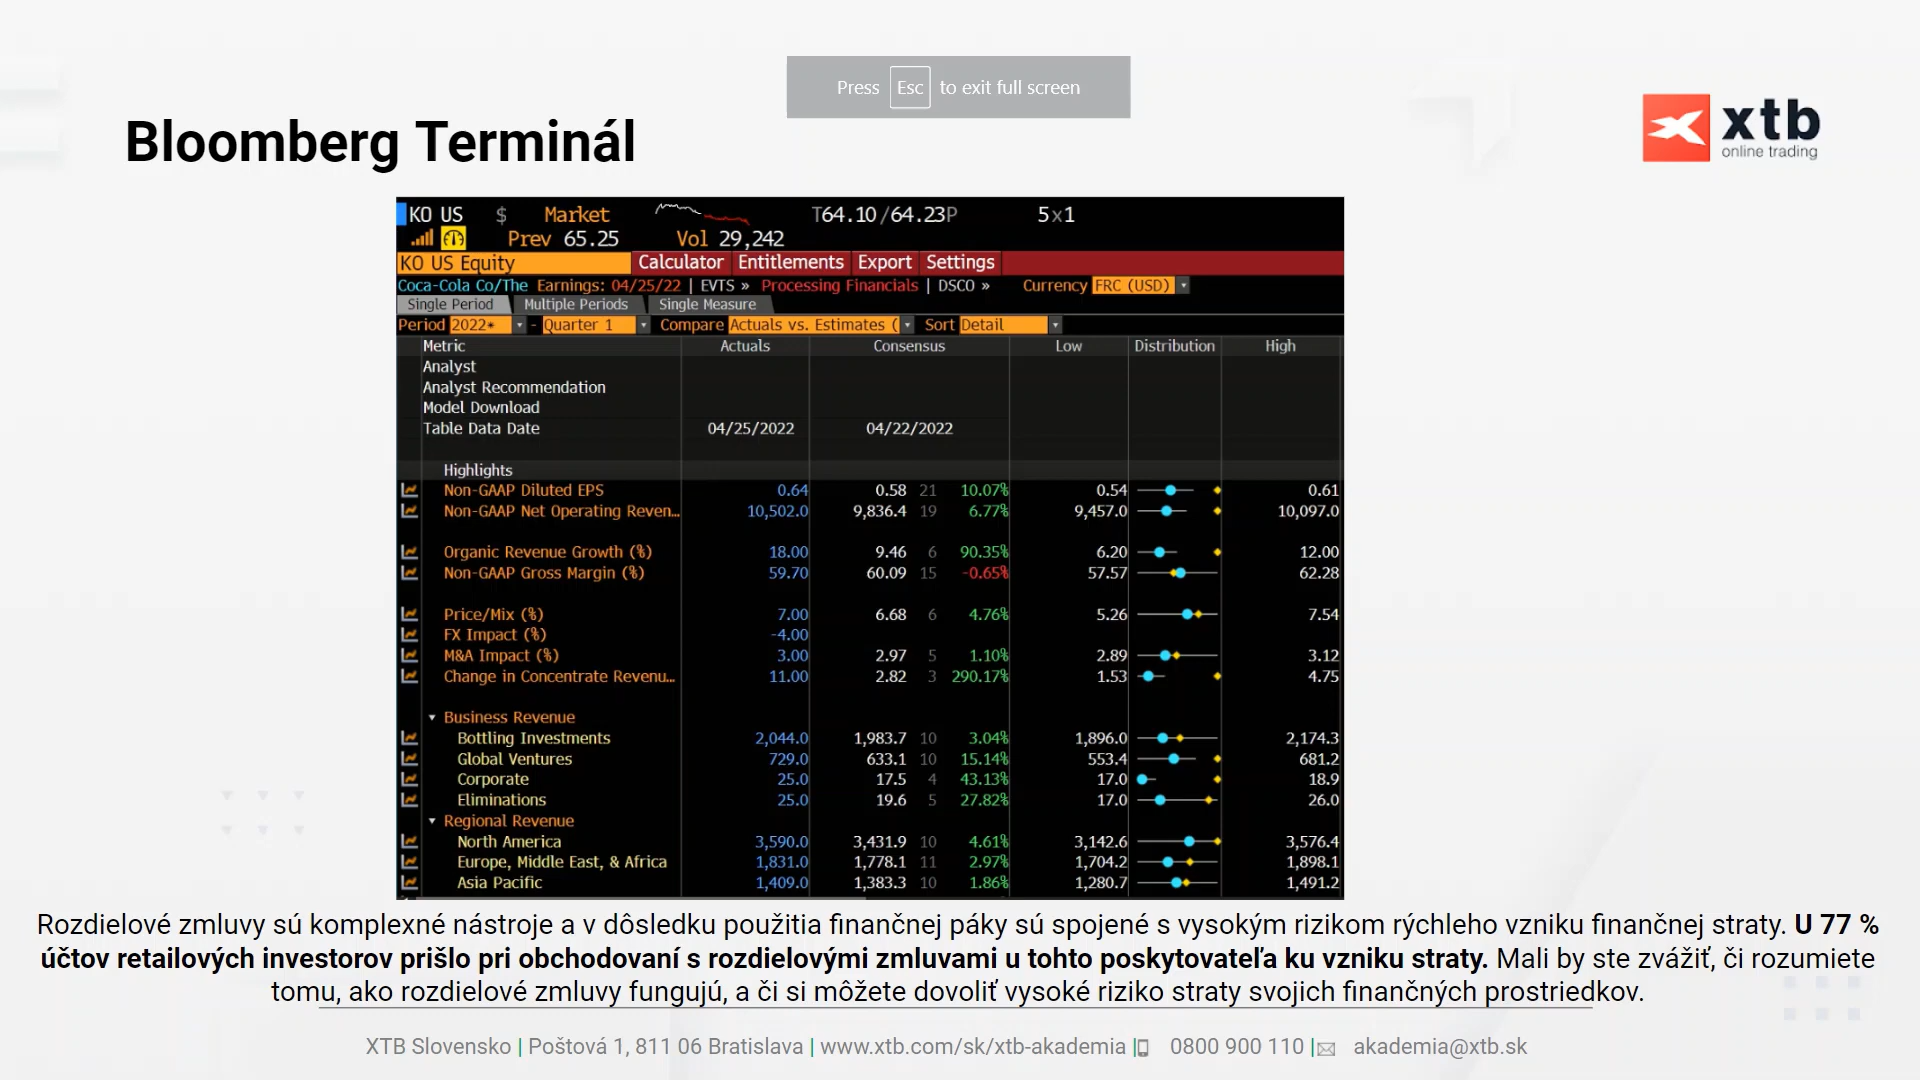 Press Esc to exit full screen
Bloomberg Terminál
xtb
online trading
KO US $ Market T64.10/64.23P 5x1
Prev 65.25 Vol 29,242
KO US Equity Calculator Entitlements Export Settings
Coca-Cola Co/The Earnings: 04/25/22 | EVTS » Processing Financials | DSCO » Currency FRC (USD)
Single Period Multiple Periods Single Measure
Period 2022* - Quarter 1 Compare Actuals vs. Estimates ( Sort Detail
Metric Actuals Consensus Low Distribution High
Analyst
Analyst Recommendation
Model Download
Table Data Date 04/25/2022 04/22/2022
Highlights
Non-GAAP Diluted EPS 0.64 0.58 21 10.07% 0.54 0.61
Non-GAAP Net Operating Reven... 10,502.0 9,836.4 19 6.77% 9,457.0 10,097.0
Organic Revenue Growth (%) 18.00 9.46 6 90.35% 6.20 12.00
Non-GAAP Gross Margin (%) 59.70 60.09 15 -0.65% 57.57 62.28
Price/Mix (%) 7.00 6.68 6 4.76% 5.26 7.54
FX Impact (%) -4.00
M&A Impact (%) 3.00 2.97 5 1.10% 2.89 3.12
Change in Concentrate Revenu... 11.00 2.82 3 290.17% 1.53 4.75
Business Revenue
Bottling Investments 2,044.0 1,983.7 10 3.04% 1,896.0 2,174.3
Global Ventures 729.0 633.1 10 15.14% 553.4 681.2
Corporate 25.0 17.5 4 43.13% 17.0 18.9
Eliminations 25.0 19.6 5 27.82% 17.0 26.0
Regional Revenue
North America 3,590.0 3,431.9 10 4.61% 3,142.6 3,576.4
Europe, Middle East, & Africa 1,831.0 1,778.1 11 2.97% 1,704.2 1,898.1
Asia Pacific 1,409.0 1,383.3 10 1.86% 1,280.7 1,491.2
Rozdielové zmluvy sú komplexné nástroje a v dôsledku použitia finančnej páky sú spojené s vysokým rizikom rýchleho vzniku finančnej straty. U 77 %
účtov retailových investorov prišlo pri obchodovaní s rozdielovými zmluvami u tohto poskytovateľa ku vzniku straty. Mali by ste zvážiť, či rozumiete
tomu, ako rozdielové zmluvy fungujú, a či si môžete dovoliť vysoké riziko straty svojich finančných prostriedkov.
XTB Slovensko | Poštová 1, 811 06 Bratislava | www.xtb.com/sk/xtb-akademia | 0800 900 110 | akademia@xtb.sk